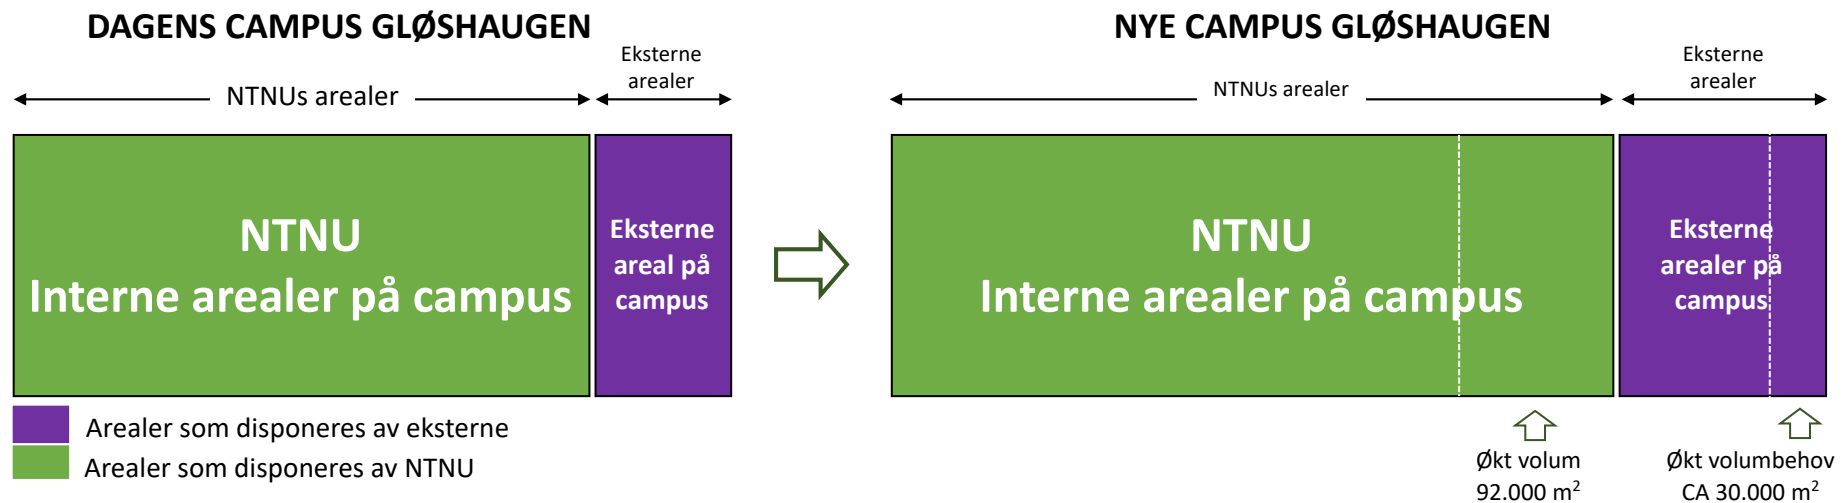 DAGENS CAMPUS GLØSHAUGEN
Eksterne
arealer
NTNUs arealer
NTNU
Interne arealer på campus
Eksterne
areal på
campus
Arealer som disponeres av eksterne
Arealer som disponeres av NTNU
NYE CAMPUS GLØSHAUGEN
Eksterne
arealer
NTNUs arealer
NTNU
Interne arealer på campus
Eksterne
arealer på
campus
Økt volum
92.000 m²
Økt volumbehov
CA 30.000 m²